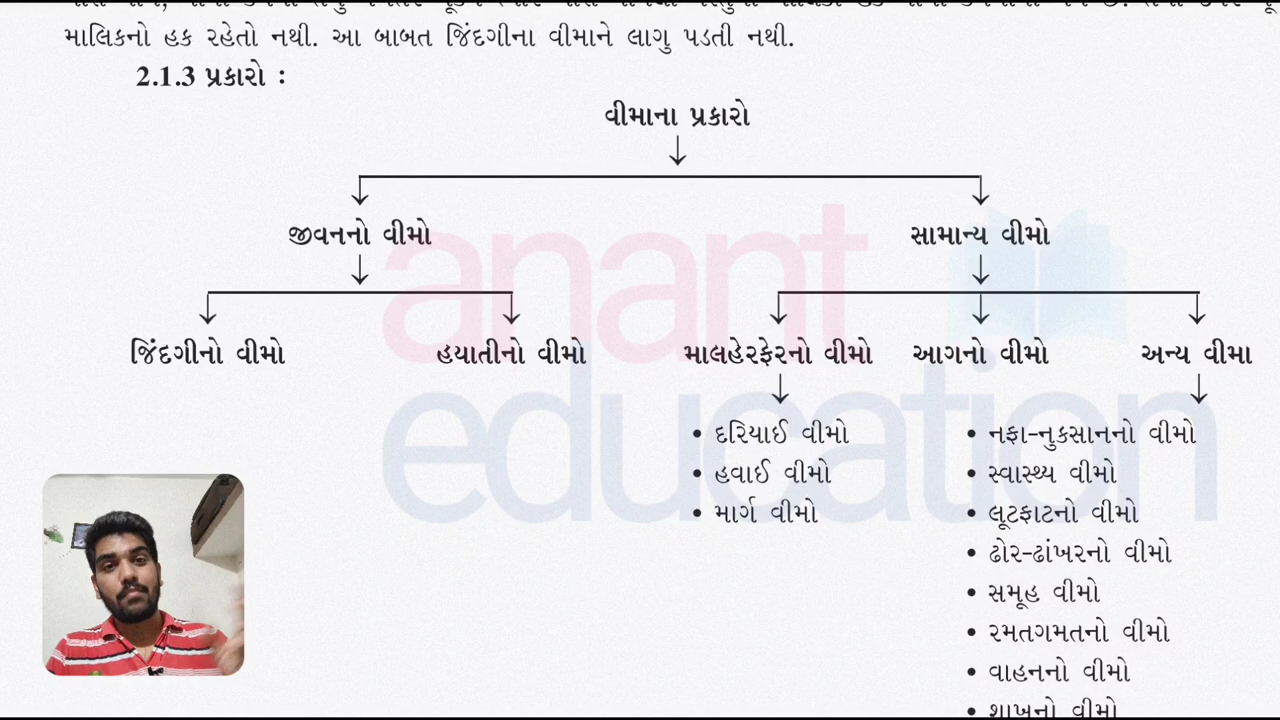 માલિકનો હક રહેતો નથી. આ બાબત જિંદગીના વીમાને લાગુ પડતી નથી.
2.1.3 પ્રકારો :
વીમાના પ્રકારો
જીવનનો વીમો સામાન્ય વીમો
જિંદગીનો વીમો હયાતીનો વીમો માલહેરફેરનો વીમો આગનો વીમો અન્ય વીમા
• દરિયાઈ વીમો • નફા-નુકસાનનો વીમો
• હવાઈ વીમો • સ્વાસ્થ્ય વીમો
• માર્ગ વીમો • લૂટફાટનો વીમો
• ઢોર-ઢાંખરનો વીમો
• સમૂહ વીમો
• રમતગમતનો વીમો
• વાહનનો વીમો
• શાખનો વીમો
anant
education